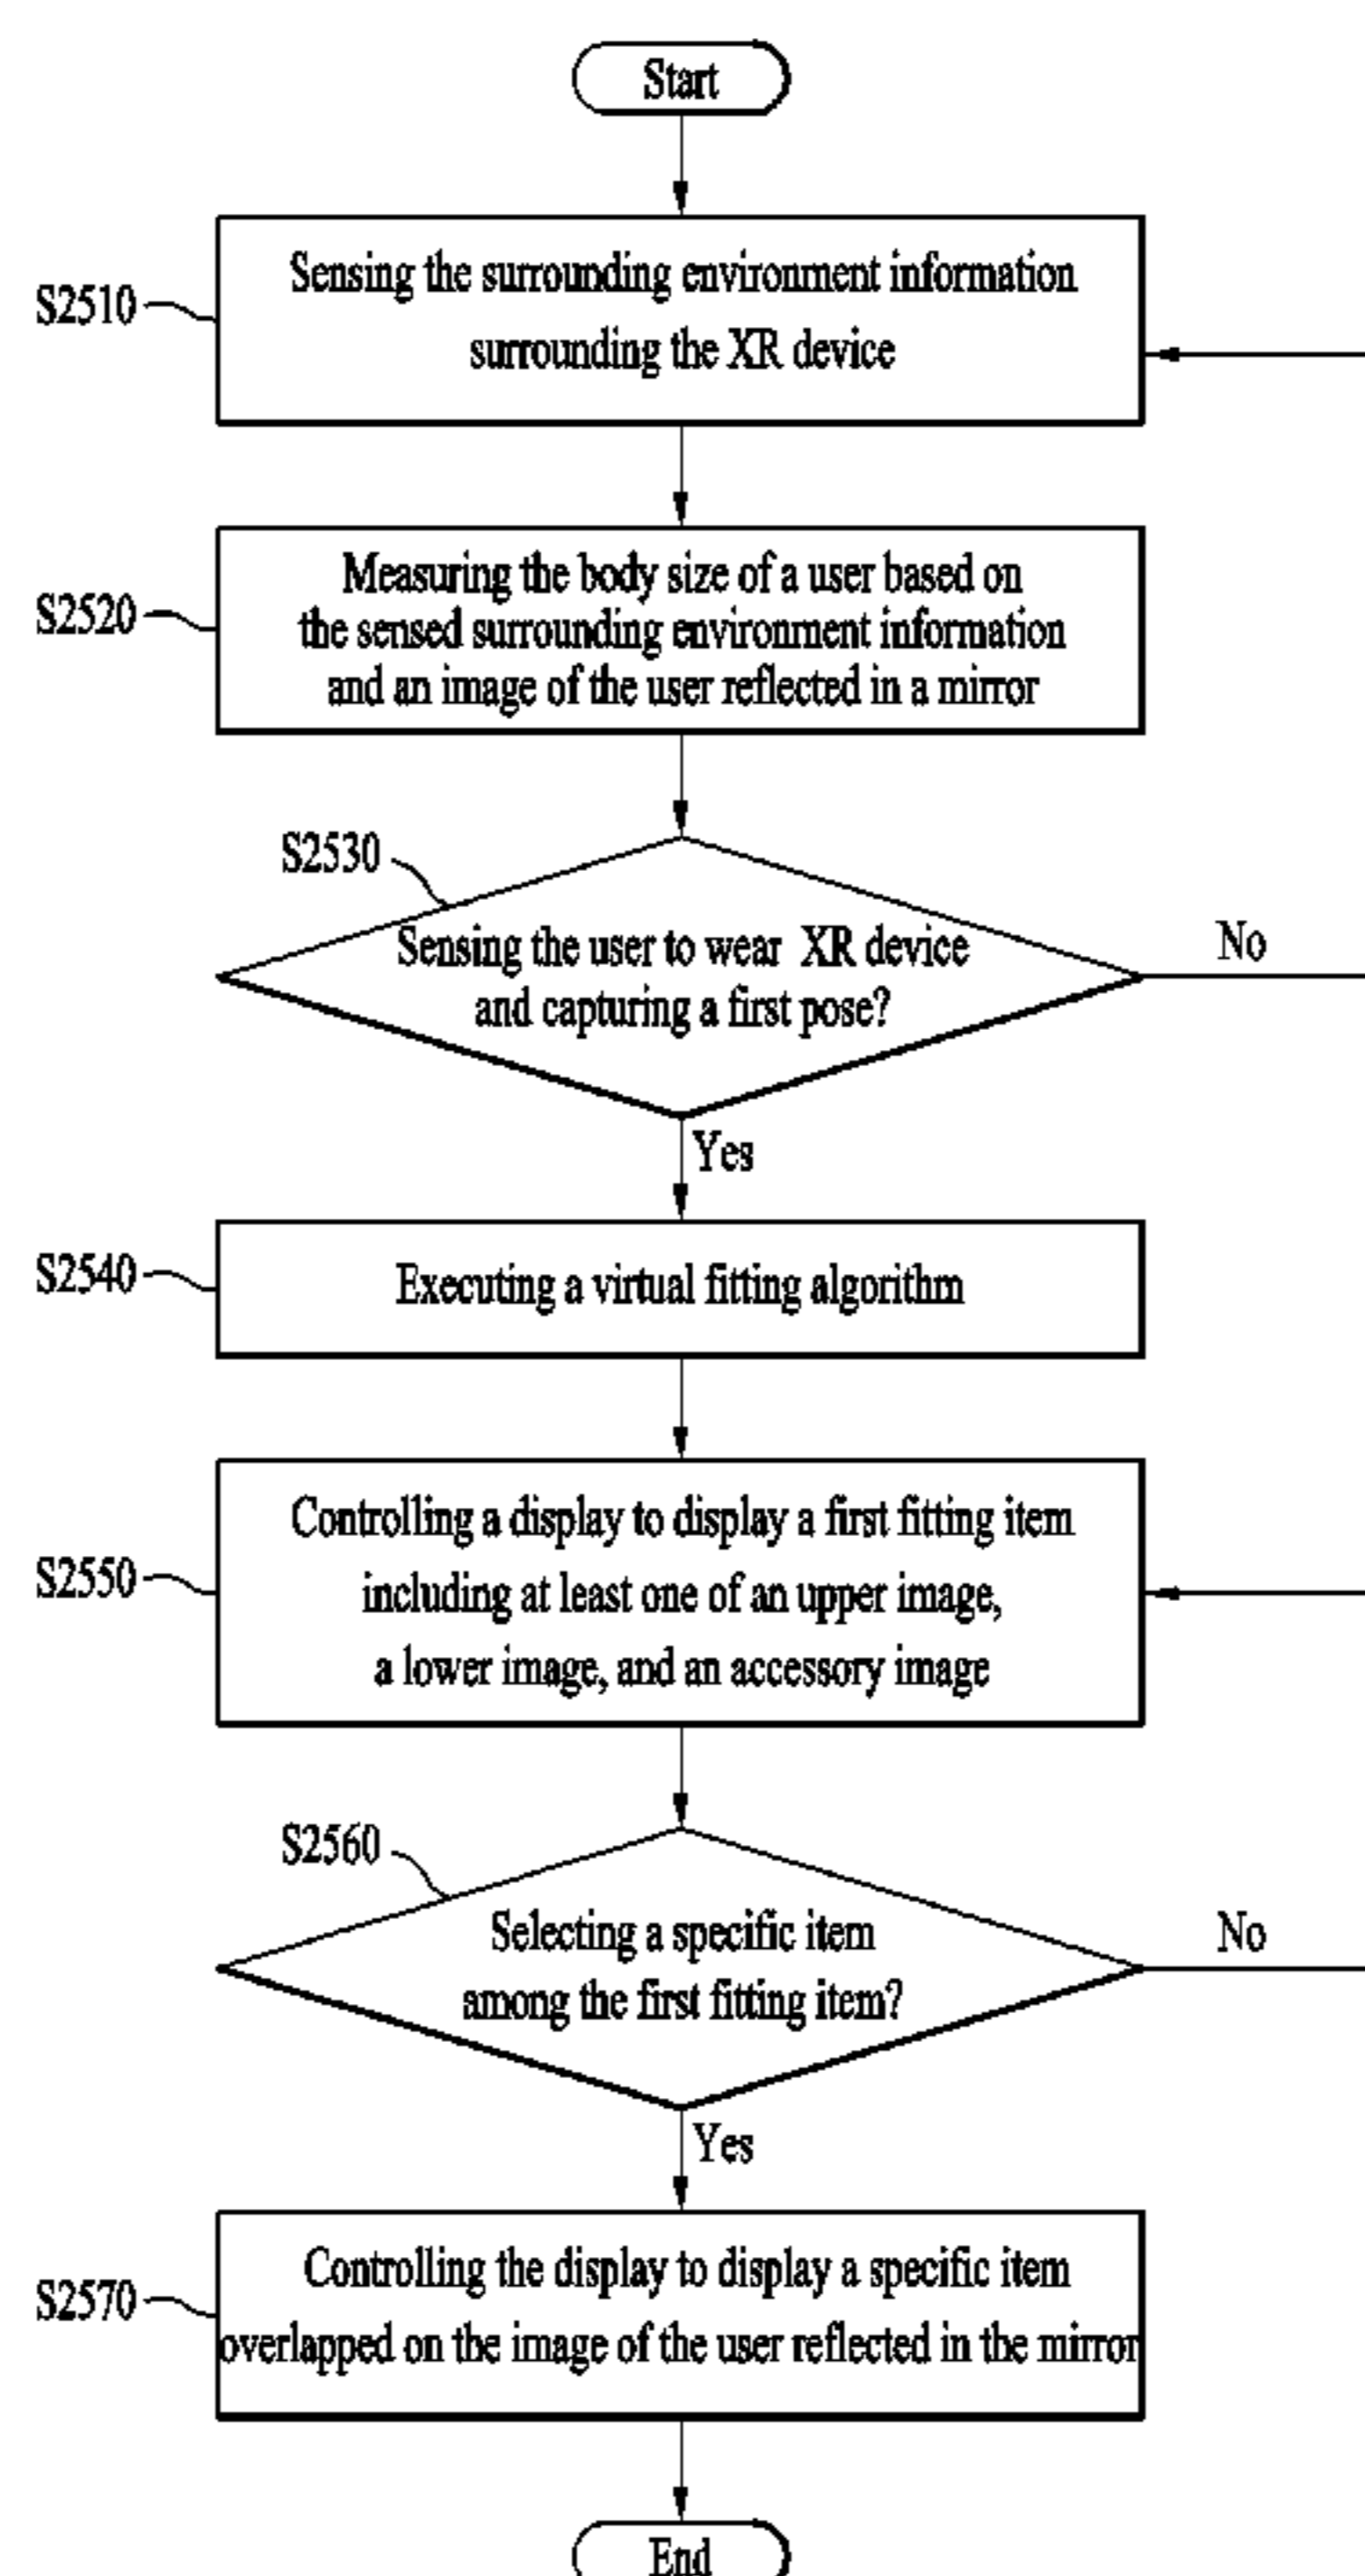 Start
S2510
Sensing the surrounding environment information
surrounding the XR device
S2520
Measuring the body size of a user based on
the sensed surrounding environment information
and an image of the user reflected in a mirror
S2530
Sensing the user to wear XR device
and capturing a first pose?
No
Yes
S2540
Executing a virtual fitting algorithm
S2550
Controlling a display to display a first fitting item
including at least one of an upper image,
a lower image, and an accessory image
S2560
Selecting a specific item
among the first fitting item?
No
Yes
S2570
Controlling the display to display a specific item
overlapped on the image of the user reflected in the mirror
End